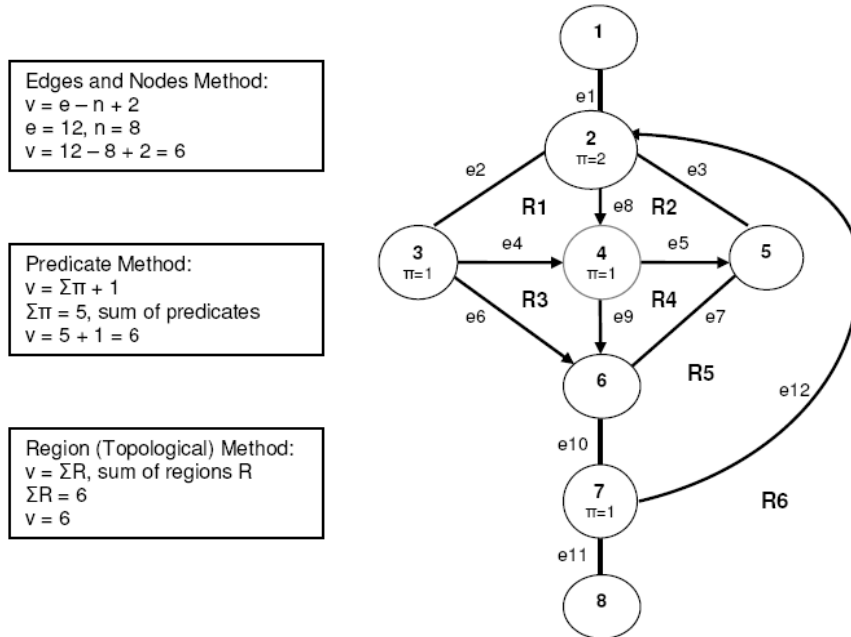 Edges and Nodes Method:
v = e – n + 2
e = 12, n = 8
v = 12 – 8 + 2 = 6
Predicate Method:
v = Σπ + 1
Σπ = 5, sum of predicates
v = 5 + 1 = 6
Region (Topological) Method:
v = ΣR, sum of regions R
ΣR = 6
v = 6
1
e1
2
π=2
e2
e3
R1
e8
R2
3
π=1
e4
4
π=1
e5
5
R3
R4
e6
e9
e7
6
R5
e12
e10
7
π=1
R6
e11
8